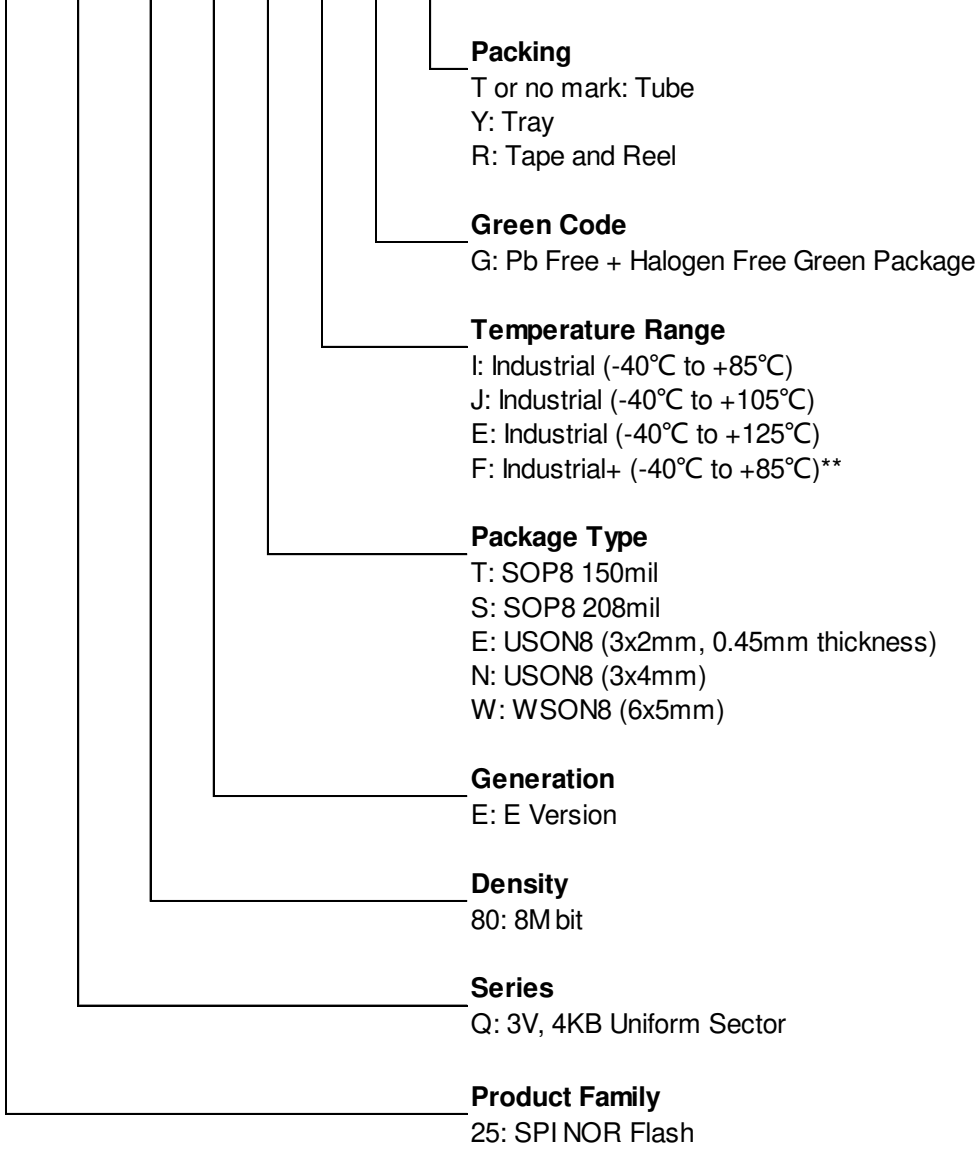 Packing
T or no mark: Tube
Y: Tray
R: Tape and Reel
Green Code
G: Pb Free + Halogen Free Green Package
Temperature Range
I: Industrial (-40℃ to +85℃)
J: Industrial (-40℃ to +105℃)
E: Industrial (-40℃ to +125℃)
F: Industrial+ (-40℃ to +85℃)**
Package Type
T: SOP8 150mil
S: SOP8 208mil
E: USON8 (3x2mm, 0.45mm thickness)
N: USON8 (3x4mm)
W: WSON8 (6x5mm)
Generation
E: E Version
Density
80: 8M bit
Series
Q: 3V, 4KB Uniform Sector
Product Family
25: SPI NOR Flash